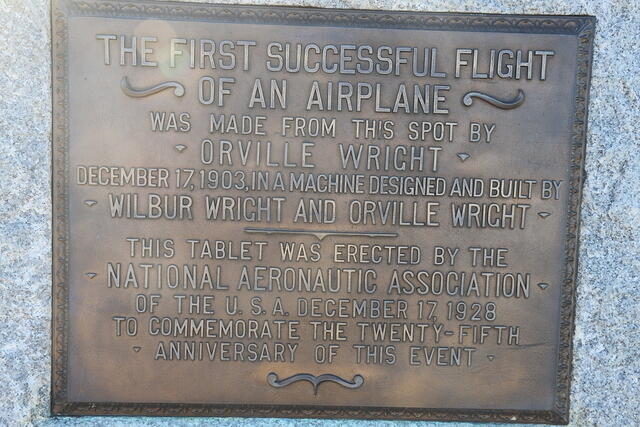 THE FIRST SUCCESSFUL FLIGHT
OF AN AIRPLANE
WAS MADE FROM THIS SPOT BY
ORVILLE WRIGHT
DECEMBER 17, 1903, IN A MACHINE DESIGNED AND BUILT BY
WILBUR WRIGHT AND ORVILLE WRIGHT
THIS TABLET WAS ERECTED BY THE
NATIONAL AERONAUTIC ASSOCIATION
OF THE U. S. A. DECEMBER 17, 1928
TO COMMEMORATE THE TWENTY-FIFTH
ANNIVERSARY OF THIS EVENT